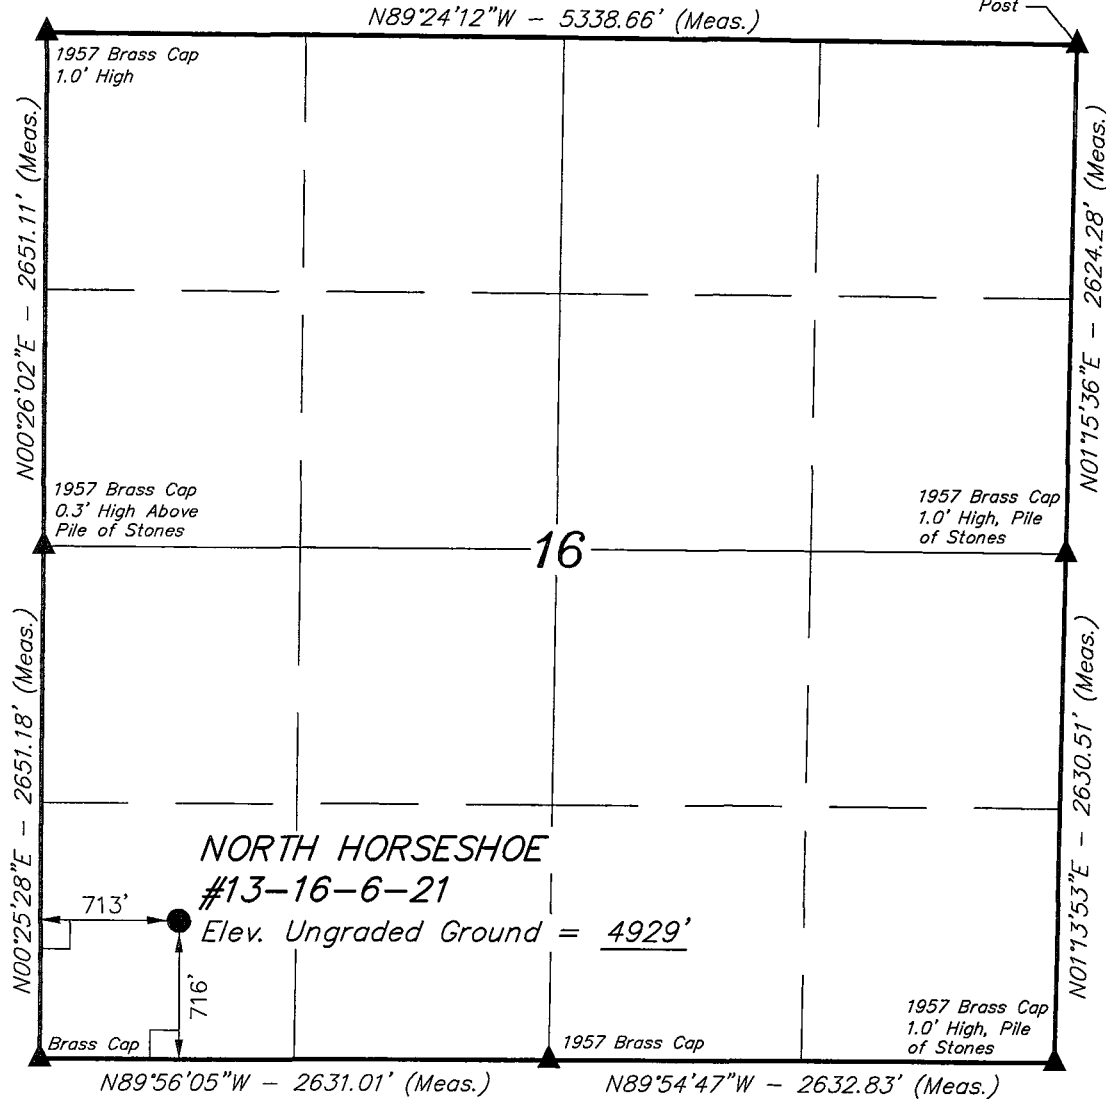 Post
N89°24'12"W - 5338.66' (Meas.)
1957 Brass Cap
1.0' High
N00°26'02"E - 2651.11' (Meas.)
N01°15'36"E - 2624.28' (Meas.)
1957 Brass Cap
0.3' High Above
Pile of Stones
1957 Brass Cap
1.0' High, Pile
of Stones
16
N00°25'28"E - 2651.18' (Meas.)
N01°13'53"E - 2630.51' (Meas.)
NORTH HORSESHOE
#13-16-6-21
Elev. Ungraded Ground = 4929'
713'
716'
Brass Cap
1957 Brass Cap
1957 Brass Cap
1.0' High, Pile
of Stones
N89°56'05"W - 2631.01' (Meas.)
N89°54'47"W - 2632.83' (Meas.)